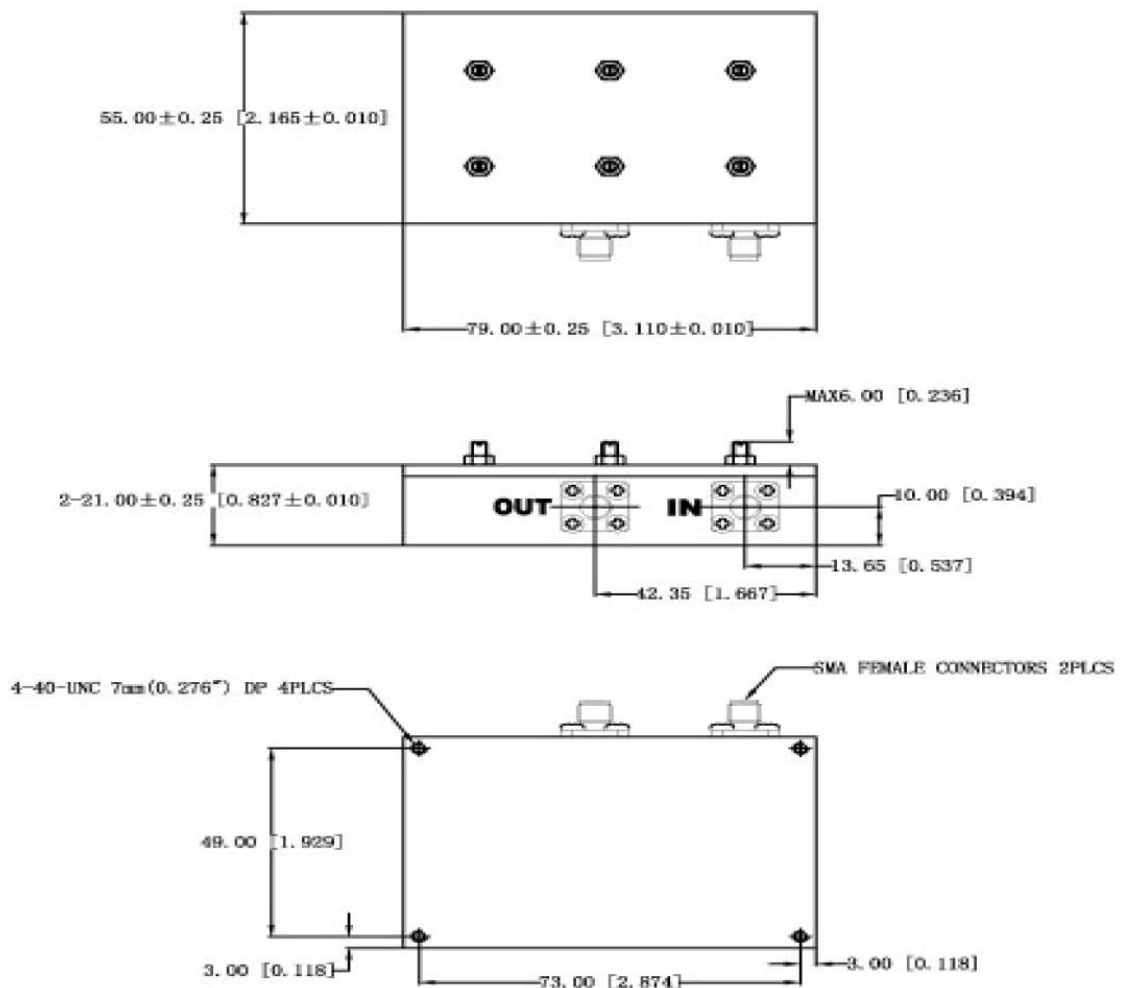 55.00±0.25 [2.165±0.010]
79.00±0.25 [3.110±0.010]
MAX6.00 [0.236]
2-21.00±0.25 [0.827±0.010]
OUT
IN
10.00 [0.394]
13.65 [0.537]
42.35 [1.667]
SMA FEMALE CONNECTORS 2PLCS
4-40-UNC 7mm(0.276") DP 4PLCS
49.00 [1.929]
3.00 [0.118]
73.00 [2.874]
3.00 [0.118]